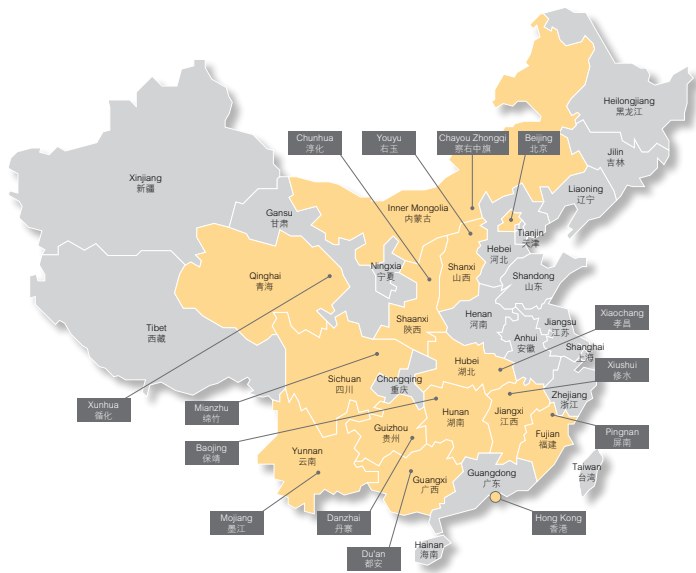 Heilongjiang
黑龙江
Chunhua
淳化
Youyu
右玉
Chayou Zhongqi
察右中旗
Beijing
北京
Jilin
吉林
Xinjiang
新疆
Liaoning
辽宁
Inner Mongolia
内蒙古
Gansu
甘肃
Tianjin
天津
Hebei
河北
Ningxia
宁夏
Shanxi
山西
Qinghai
青海
Shandong
山东
Shaanxi
陕西
Henan
河南
Xiaochang
孝昌
Tibet
西藏
Jiangsu
江苏
Anhui
安徽
Shanghai
上海
Hubei
湖北
Xiushui
修水
Sichuan
四川
Chongqing
重庆
Zhejiang
浙江
Xunhua
循化
Mianzhu
绵竹
Hunan
湖南
Jiangxi
江西
Baojing
保靖
Guizhou
贵州
Fujian
福建
Pingnan
屏南
Yunnan
云南
Guangxi
广西
Guangdong
广东
Taiwan
台湾
Mojiang
墨江
Danzhai
丹寨
Hong Kong
香港
Du'an
都安
Hainan
海南